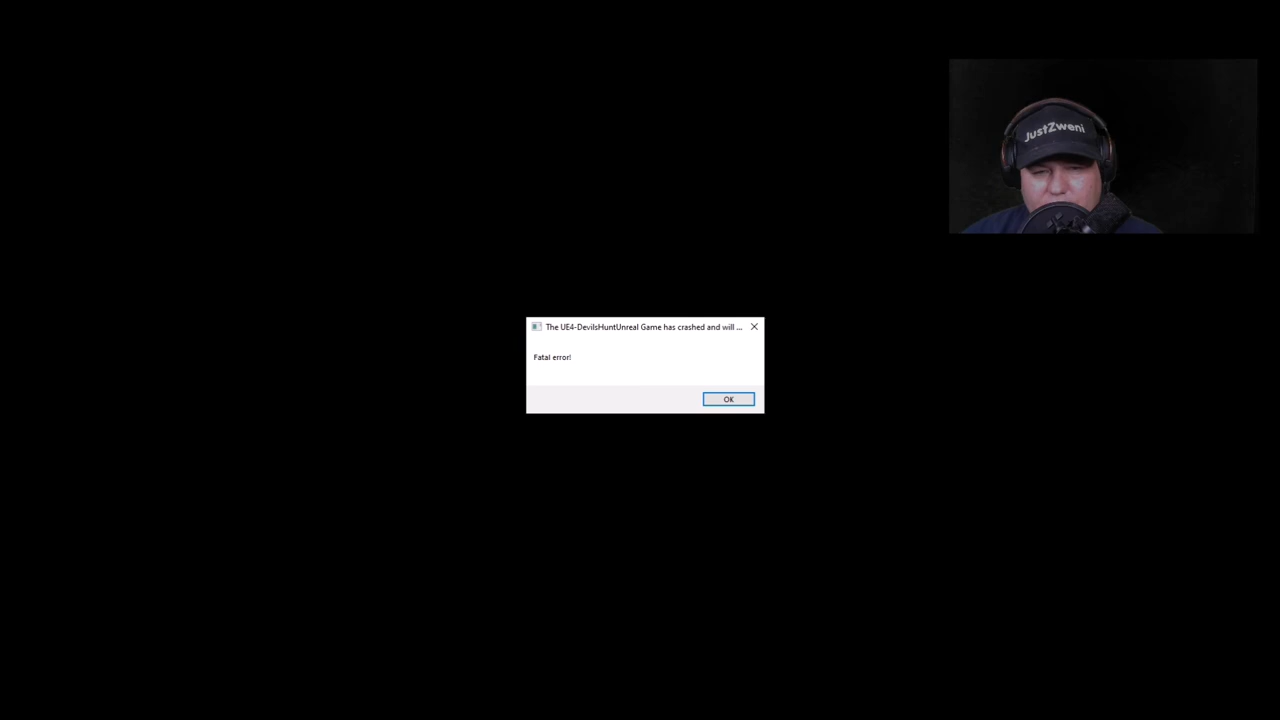 JustZweni
The UE4-DevilsHuntUnreal Game has crashed and will ...
Fatal error!
OK